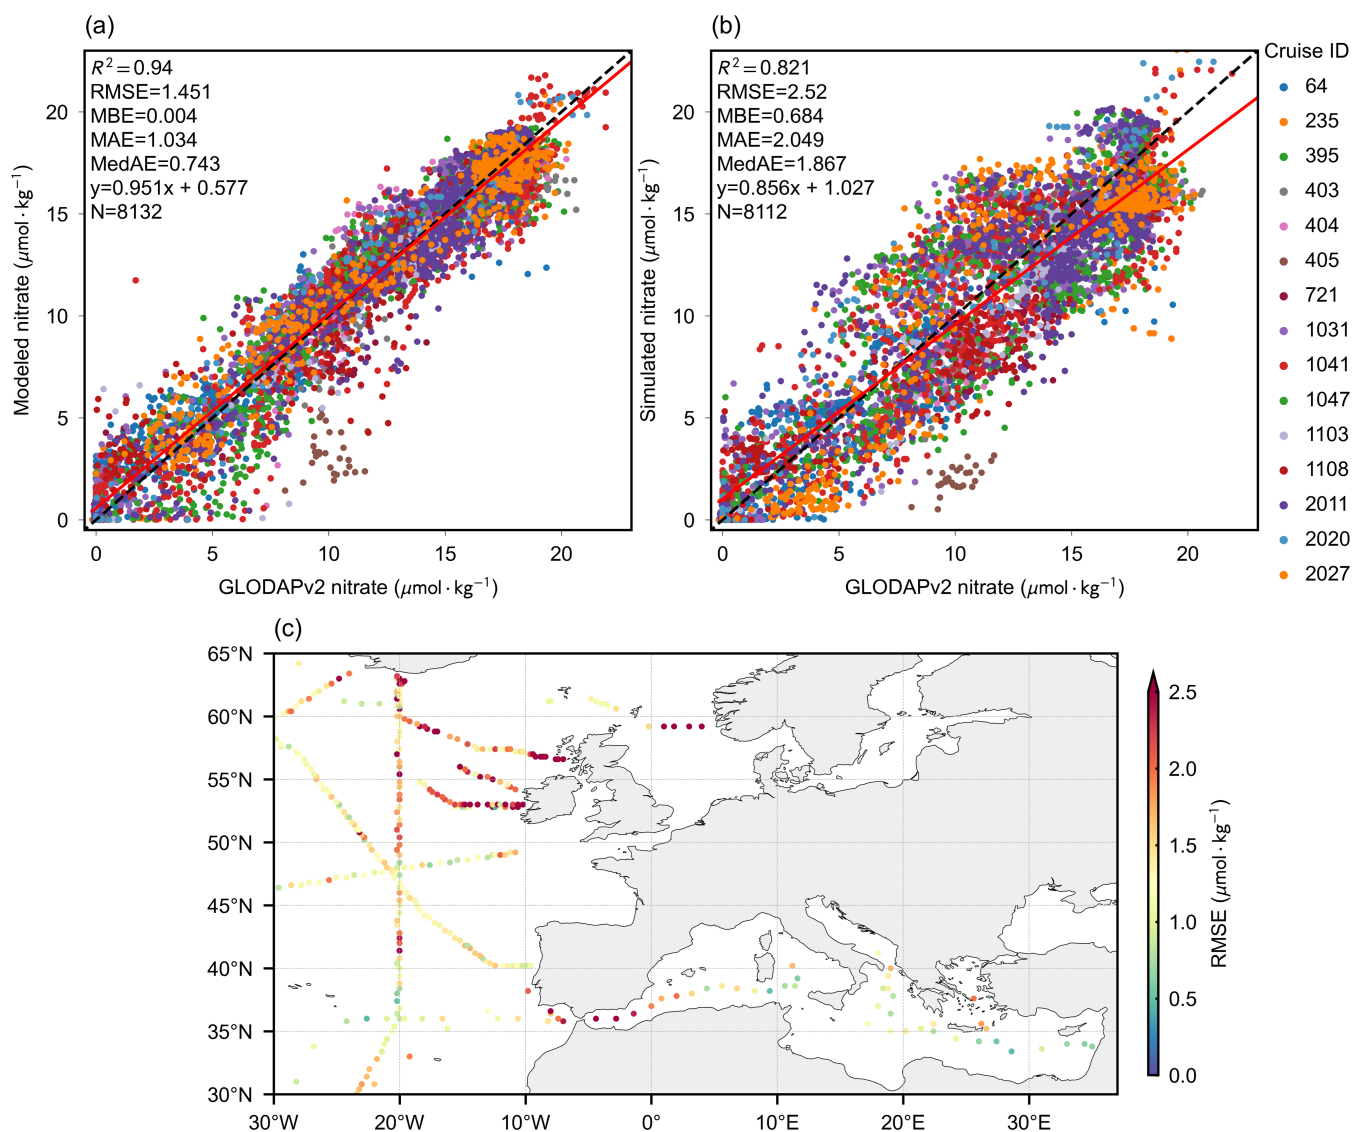 (a)
R² = 0.94
RMSE=1.451
MBE=0.004
MAE=1.034
MedAE=0.743
y=0.951x + 0.577
N=8132
20
15
10
5
0
Modeled nitrate (μmol · kg⁻¹)
0 5 10 15 20
GLODAPv2 nitrate (μmol · kg⁻¹)
(b)
R² = 0.821
RMSE=2.52
MBE=0.684
MAE=2.049
MedAE=1.867
y=0.856x + 1.027
N=8112
20
15
10
5
0
Simulated nitrate (μmol · kg⁻¹)
0 5 10 15 20
GLODAPv2 nitrate (μmol · kg⁻¹)
Cruise ID
64
235
395
403
404
405
721
1031
1041
1047
1103
1108
2011
2020
2027
(c)
65°N
60°N
55°N
50°N
45°N
40°N
35°N
30°N
30°W 20°W 10°W 0° 10°E 20°E 30°E
2.5
2.0
1.5
1.0
0.5
0.0
RMSE (μmol · kg⁻¹)